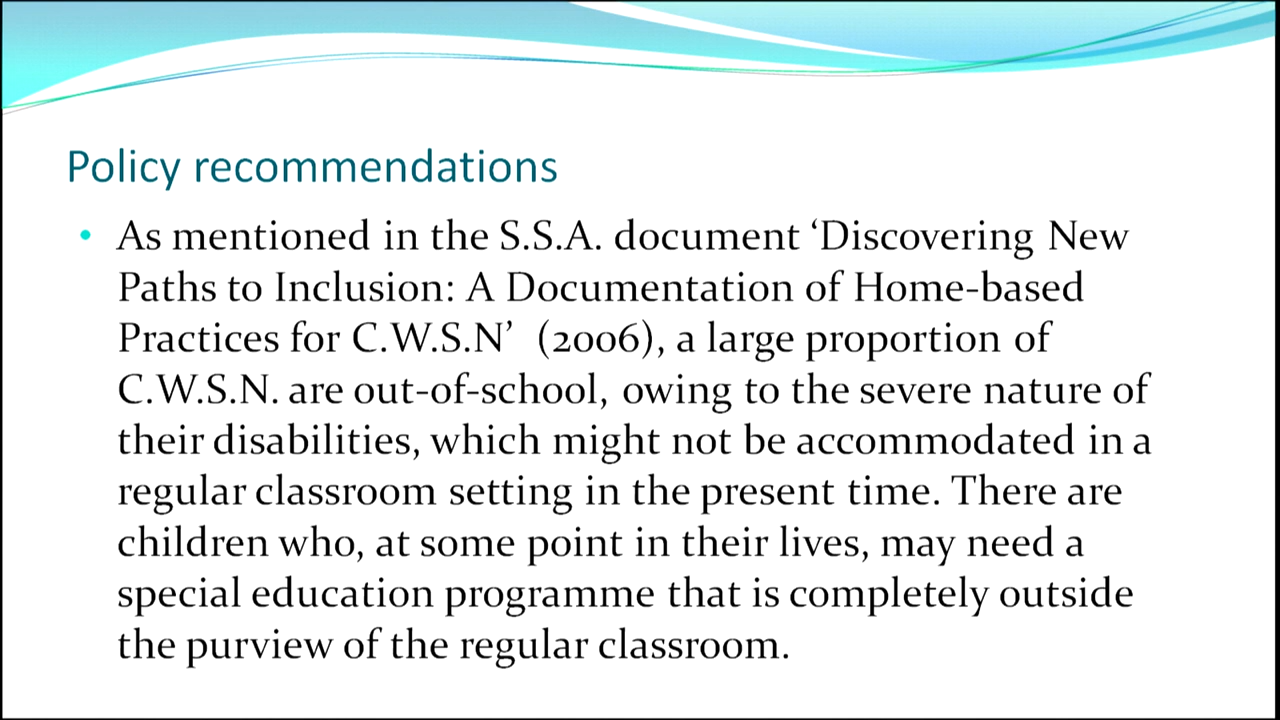 Policy recommendations
• As mentioned in the S.S.A. document ‘Discovering New
Paths to Inclusion: A Documentation of Home-based
Practices for C.W.S.N’ (2006), a large proportion of
C.W.S.N. are out-of-school, owing to the severe nature of
their disabilities, which might not be accommodated in a
regular classroom setting in the present time. There are
children who, at some point in their lives, may need a
special education programme that is completely outside
the purview of the regular classroom.